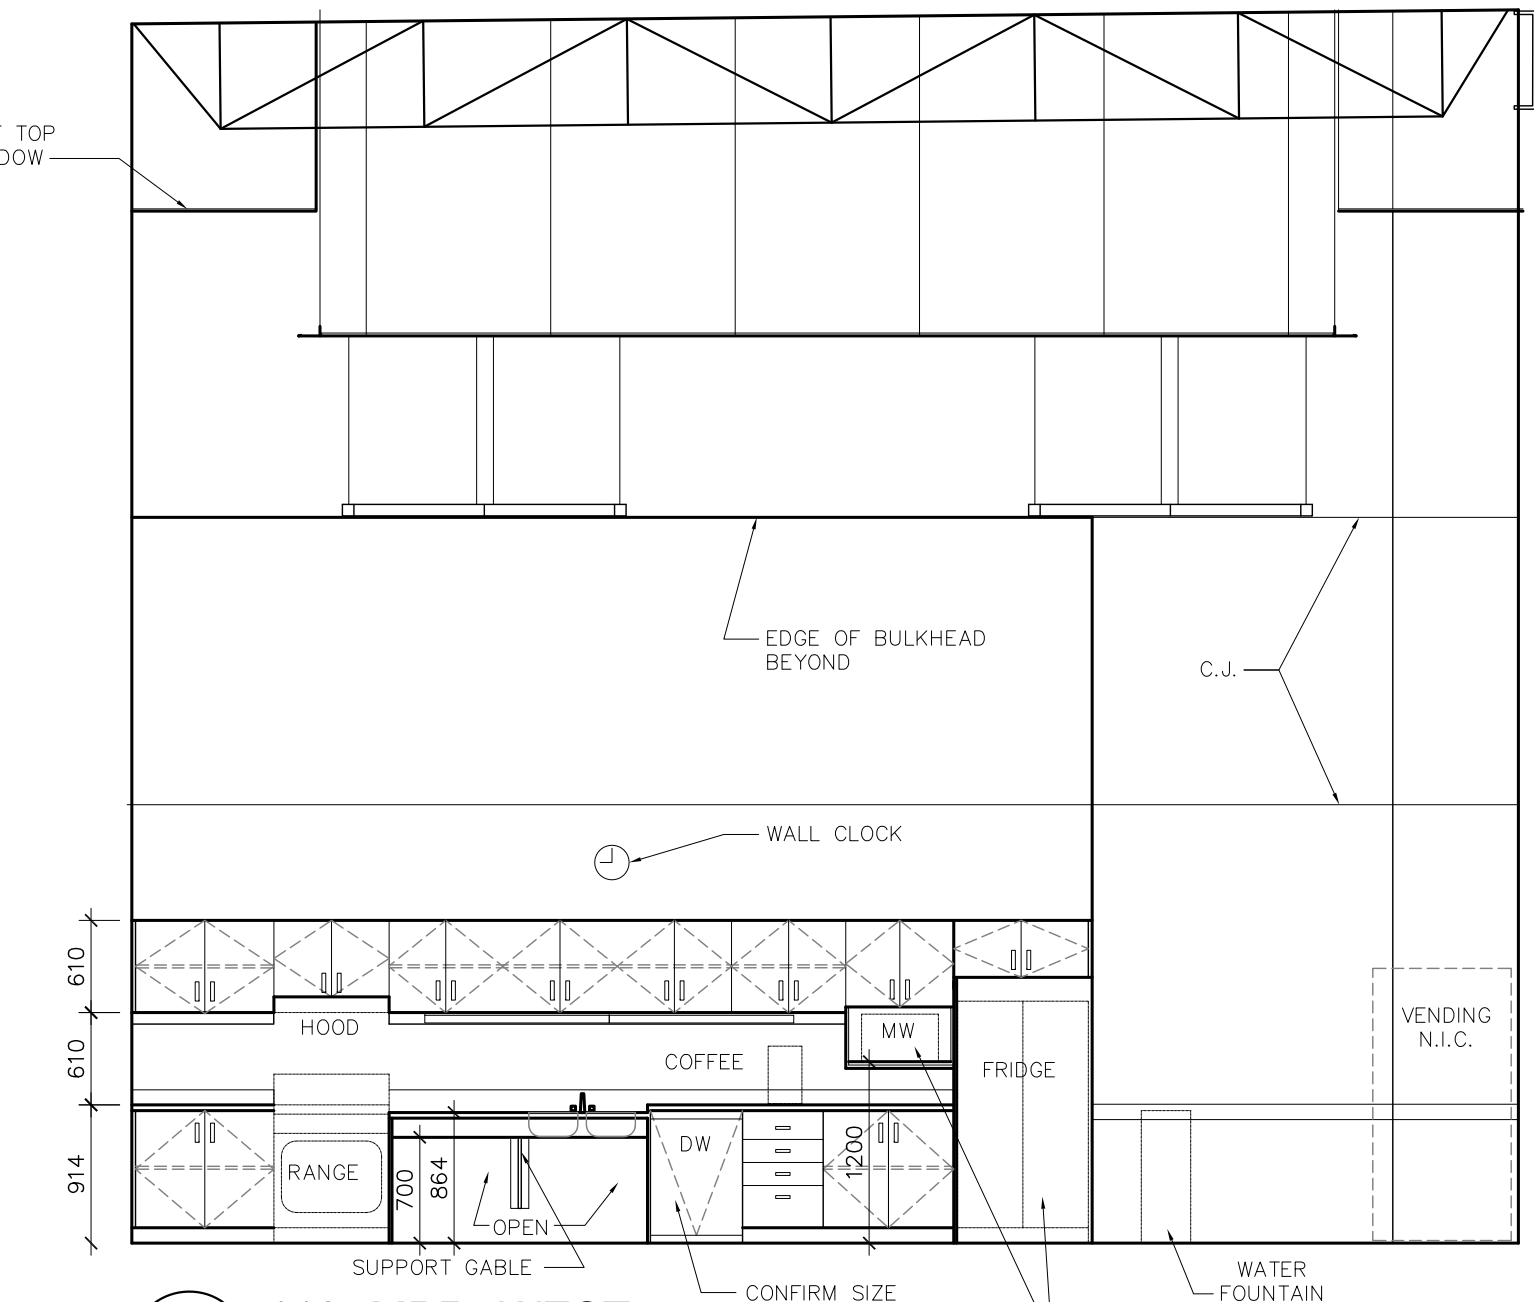 TOP
EDGE OF BULKHEAD
BEYOND
C.J.
WALL CLOCK
610
610
914
HOOD
COFFEE
MW
FRIDGE
VENDING
N.I.C.
RANGE
700
864
OPEN
DW
1200
SUPPORT GABLE
CONFIRM SIZE
WATER
FOUNTAIN